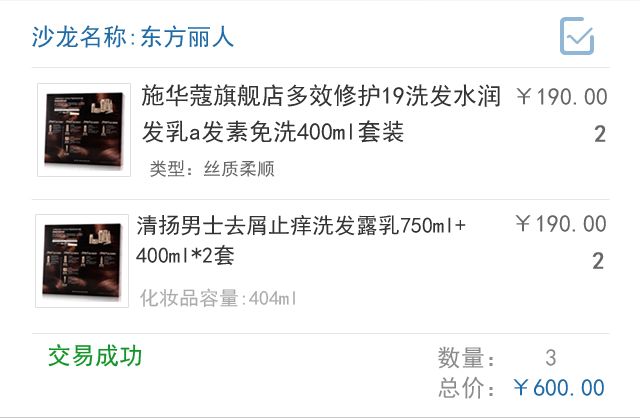 沙龙名称:东方丽人
施华蔻旗舰店多效修护19洗发水润 ￥190.00
发乳a发素免洗400ml套装 2
类型：丝质柔顺
清扬男士去屑止痒洗发露乳750ml+ ￥190.00
400ml*2套 2
化妆品容量:404ml
交易成功 数量： 3
总价：￥600.00